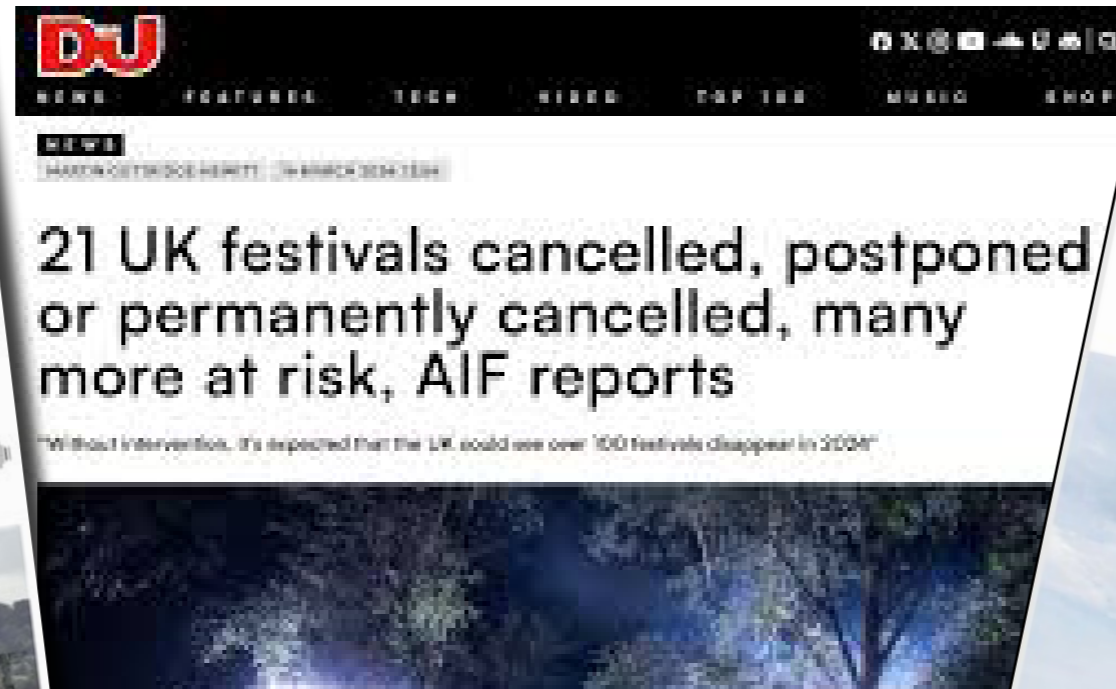 DJ
NEWS FEATURES TECH VIDEO TOP 100 MUSIC SHOP
NEWS
21 UK festivals cancelled, postponed
or permanently cancelled, many
more at risk, AIF reports
"Without intervention, it's expected that the UK could see over 100 festivals disappear in 2024"